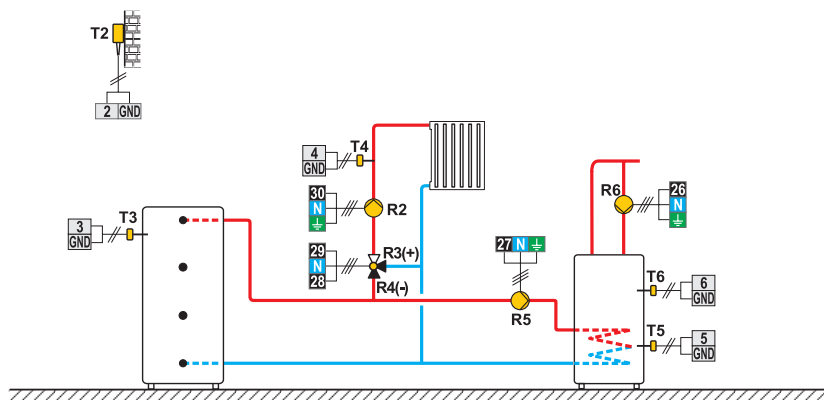 T2
2 GND
4
GND
T4
30
N
R2
R6
26
N
3
GND
T3
29
N
28
R3(+)
R4(-)
27 N
R5
T6
6
GND
T5
5
GND